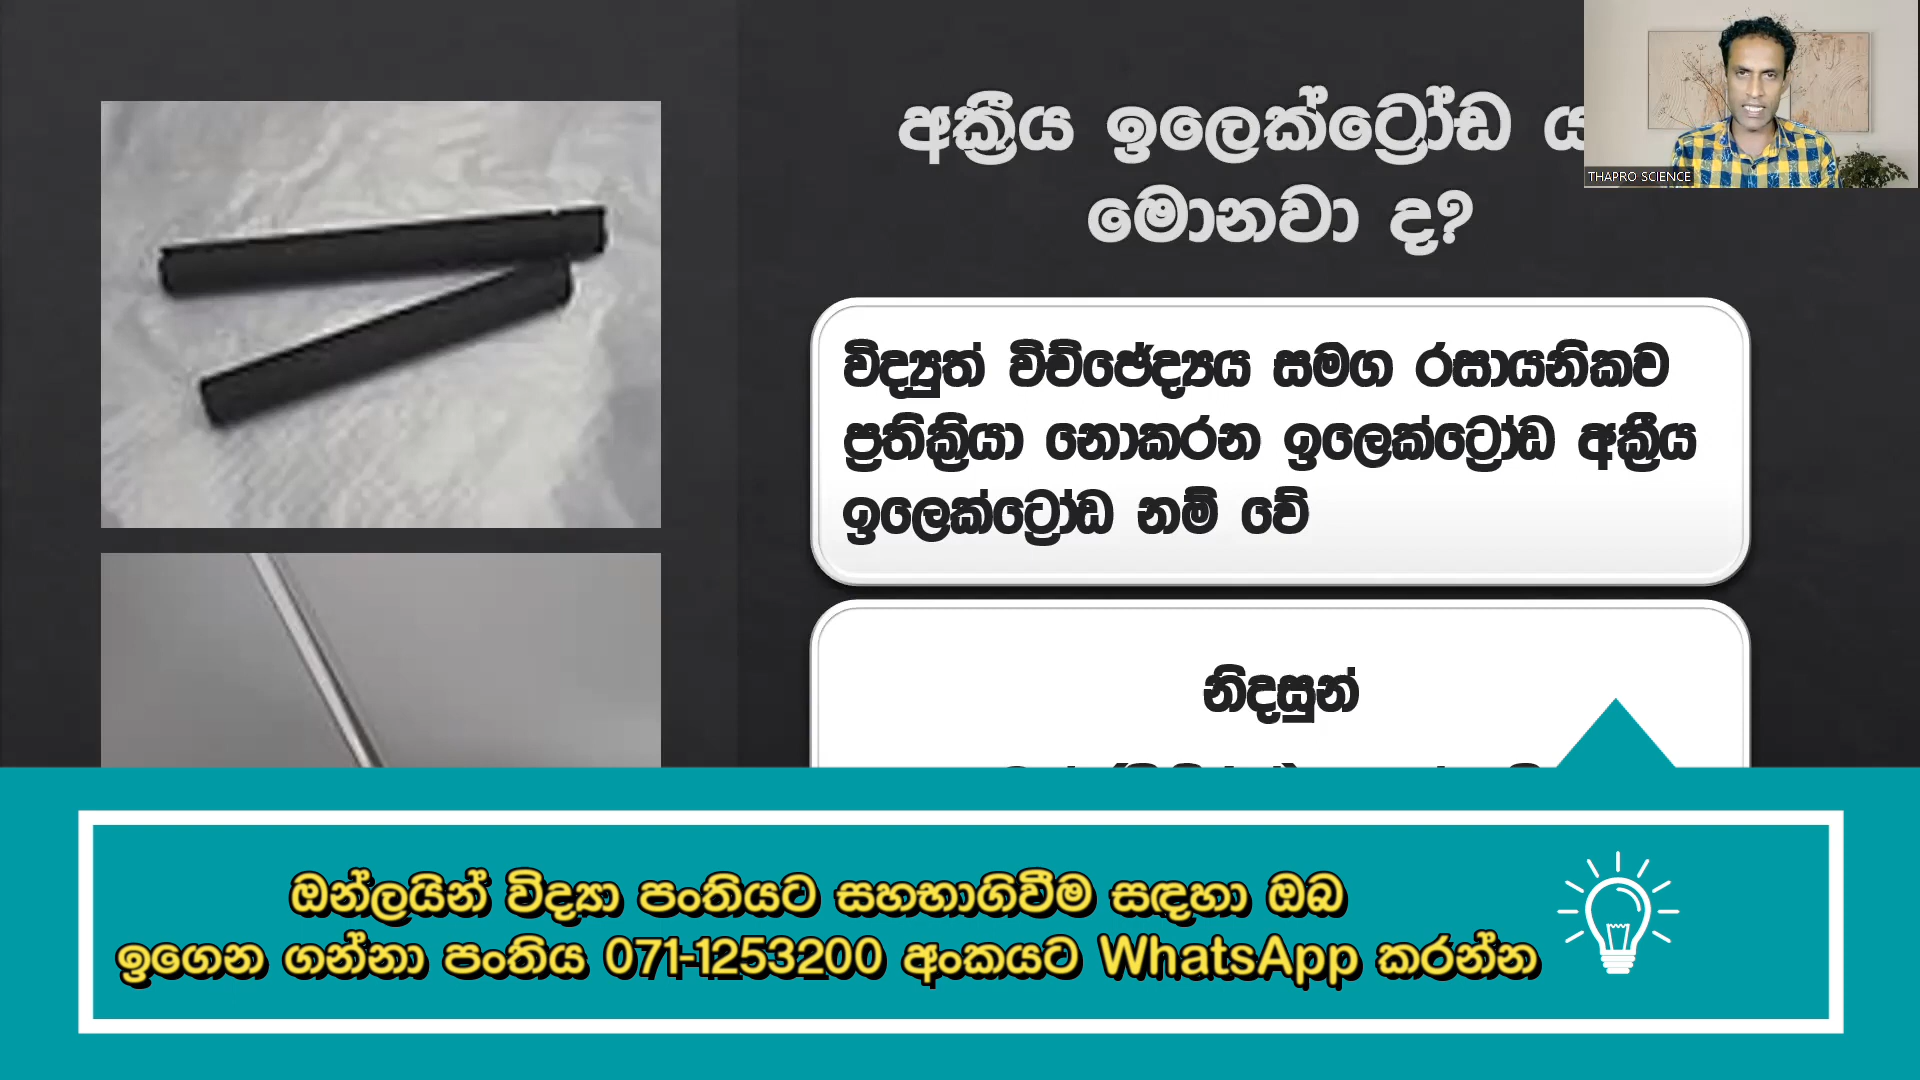 අක්‍රීය ඉලෙක්ට්‍රෝඩ
මොනවා ද?
THAPRO SCIENCE
විද්‍යුත් විච්ඡේද්‍යය සමග රසායනිකව
ප්‍රතික්‍රියා නොකරන ඉලෙක්ට්‍රෝඩ අක්‍රීය
ඉලෙක්ට්‍රෝඩ නම් වේ
නිදසුන්
ඔන්ලයින් විද්‍යා පංතියට සහභාගිවීම සඳහා ඔබ
ඉගෙන ගන්නා පංතිය 071-1253200 අංකයට WhatsApp කරන්න